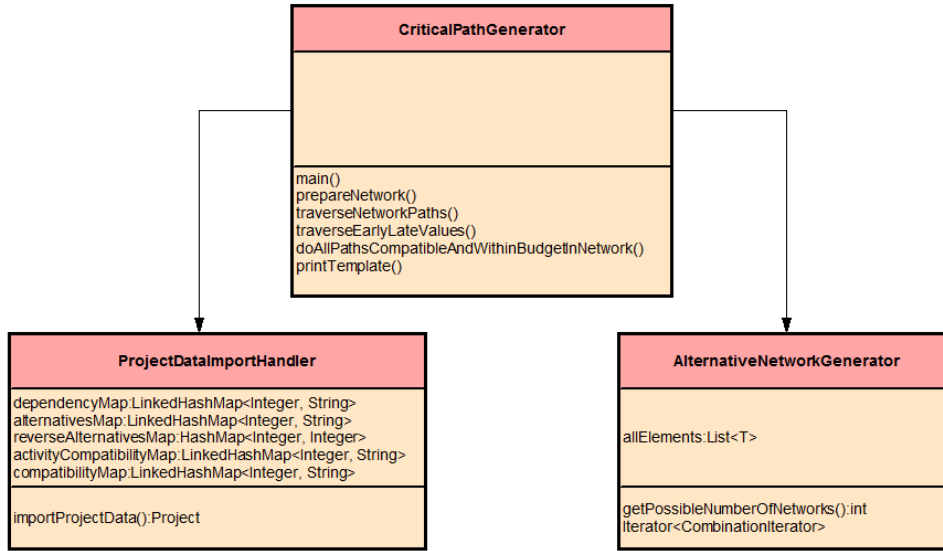 CriticalPathGenerator
main()
prepareNetwork()
traverseNetworkPaths()
traverseEarlyLateValues()
doAllPathsCompatibleAndWithinBudgetInNetwork()
printTemplate()
ProjectDataImportHandler
dependencyMap:LinkedHashMap<Integer, String>
alternativesMap:LinkedHashMap<Integer, String>
reverseAlternativesMap:HashMap<Integer, Integer>
activityCompatibilityMap:LinkedHashMap<Integer, String>
compatibilityMap:LinkedHashMap<Integer, String>
importProjectData():Project
AlternativeNetworkGenerator
allElements:List<T>
getPossibleNumberOfNetworks():int
Iterator<CombinationIterator>